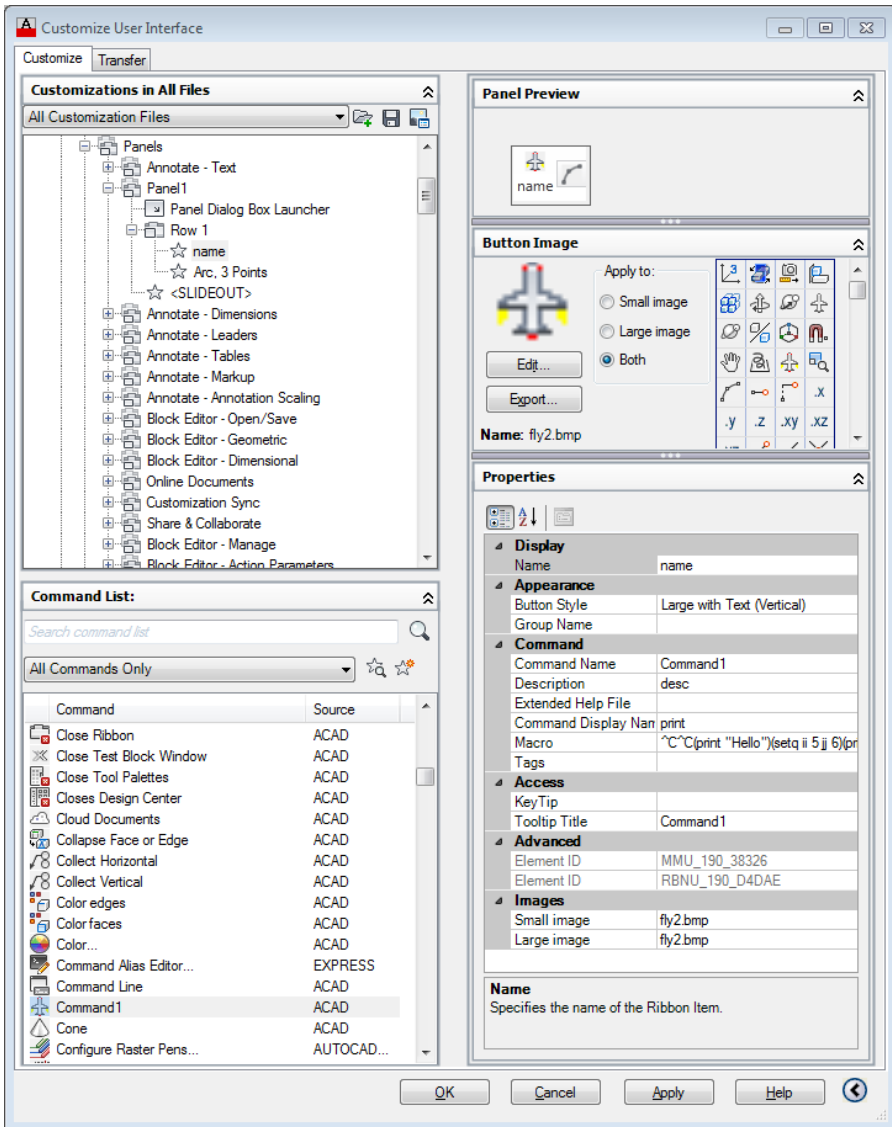 Customize User Interface
Customize Transfer
Customizations in All Files
All Customization Files
Panels
Annotate - Text
Panel1
Panel Dialog Box Launcher
Row 1
name
Arc, 3 Points
<SLIDEOUT>
Annotate - Dimensions
Annotate - Leaders
Annotate - Tables
Annotate - Markup
Annotate - Annotation Scaling
Block Editor - Open/Save
Block Editor - Geometric
Block Editor - Dimensional
Online Documents
Customization Sync
Share & Collaborate
Block Editor - Manage
Block Editor - Action Parameters
Command List:
Search command list
All Commands Only
Command Source
Close Ribbon ACAD
Close Test Block Window ACAD
Close Tool Palettes ACAD
Closes Design Center ACAD
Cloud Documents ACAD
Collapse Face or Edge ACAD
Collect Horizontal ACAD
Collect Vertical ACAD
Color edges ACAD
Color faces ACAD
Color... ACAD
Command Alias Editor... EXPRESS
Command Line ACAD
Command1 ACAD
Cone ACAD
Configure Raster Pens... AUTOCAD...
Panel Preview
name
Button Image
Apply to:
Small image
Large image
Both
Edit...
Export...
Name: fly2.bmp
.x
.y .z .xy .xz
Properties
Display
Name name
Appearance
Button Style Large with Text (Vertical)
Group Name
Command
Command Name Command1
Description desc
Extended Help File
Command Display Nam print
Macro ^C^C(print "Hello")(setq ii 5 jj 6)(pr
Tags
Access
KeyTip
Tooltip Title Command1
Advanced
Element ID MMU_190_38326
Element ID RBNU_190_D4DAE
Images
Small image fly2.bmp
Large image fly2.bmp
Name
Specifies the name of the Ribbon Item.
OK Cancel Apply Help